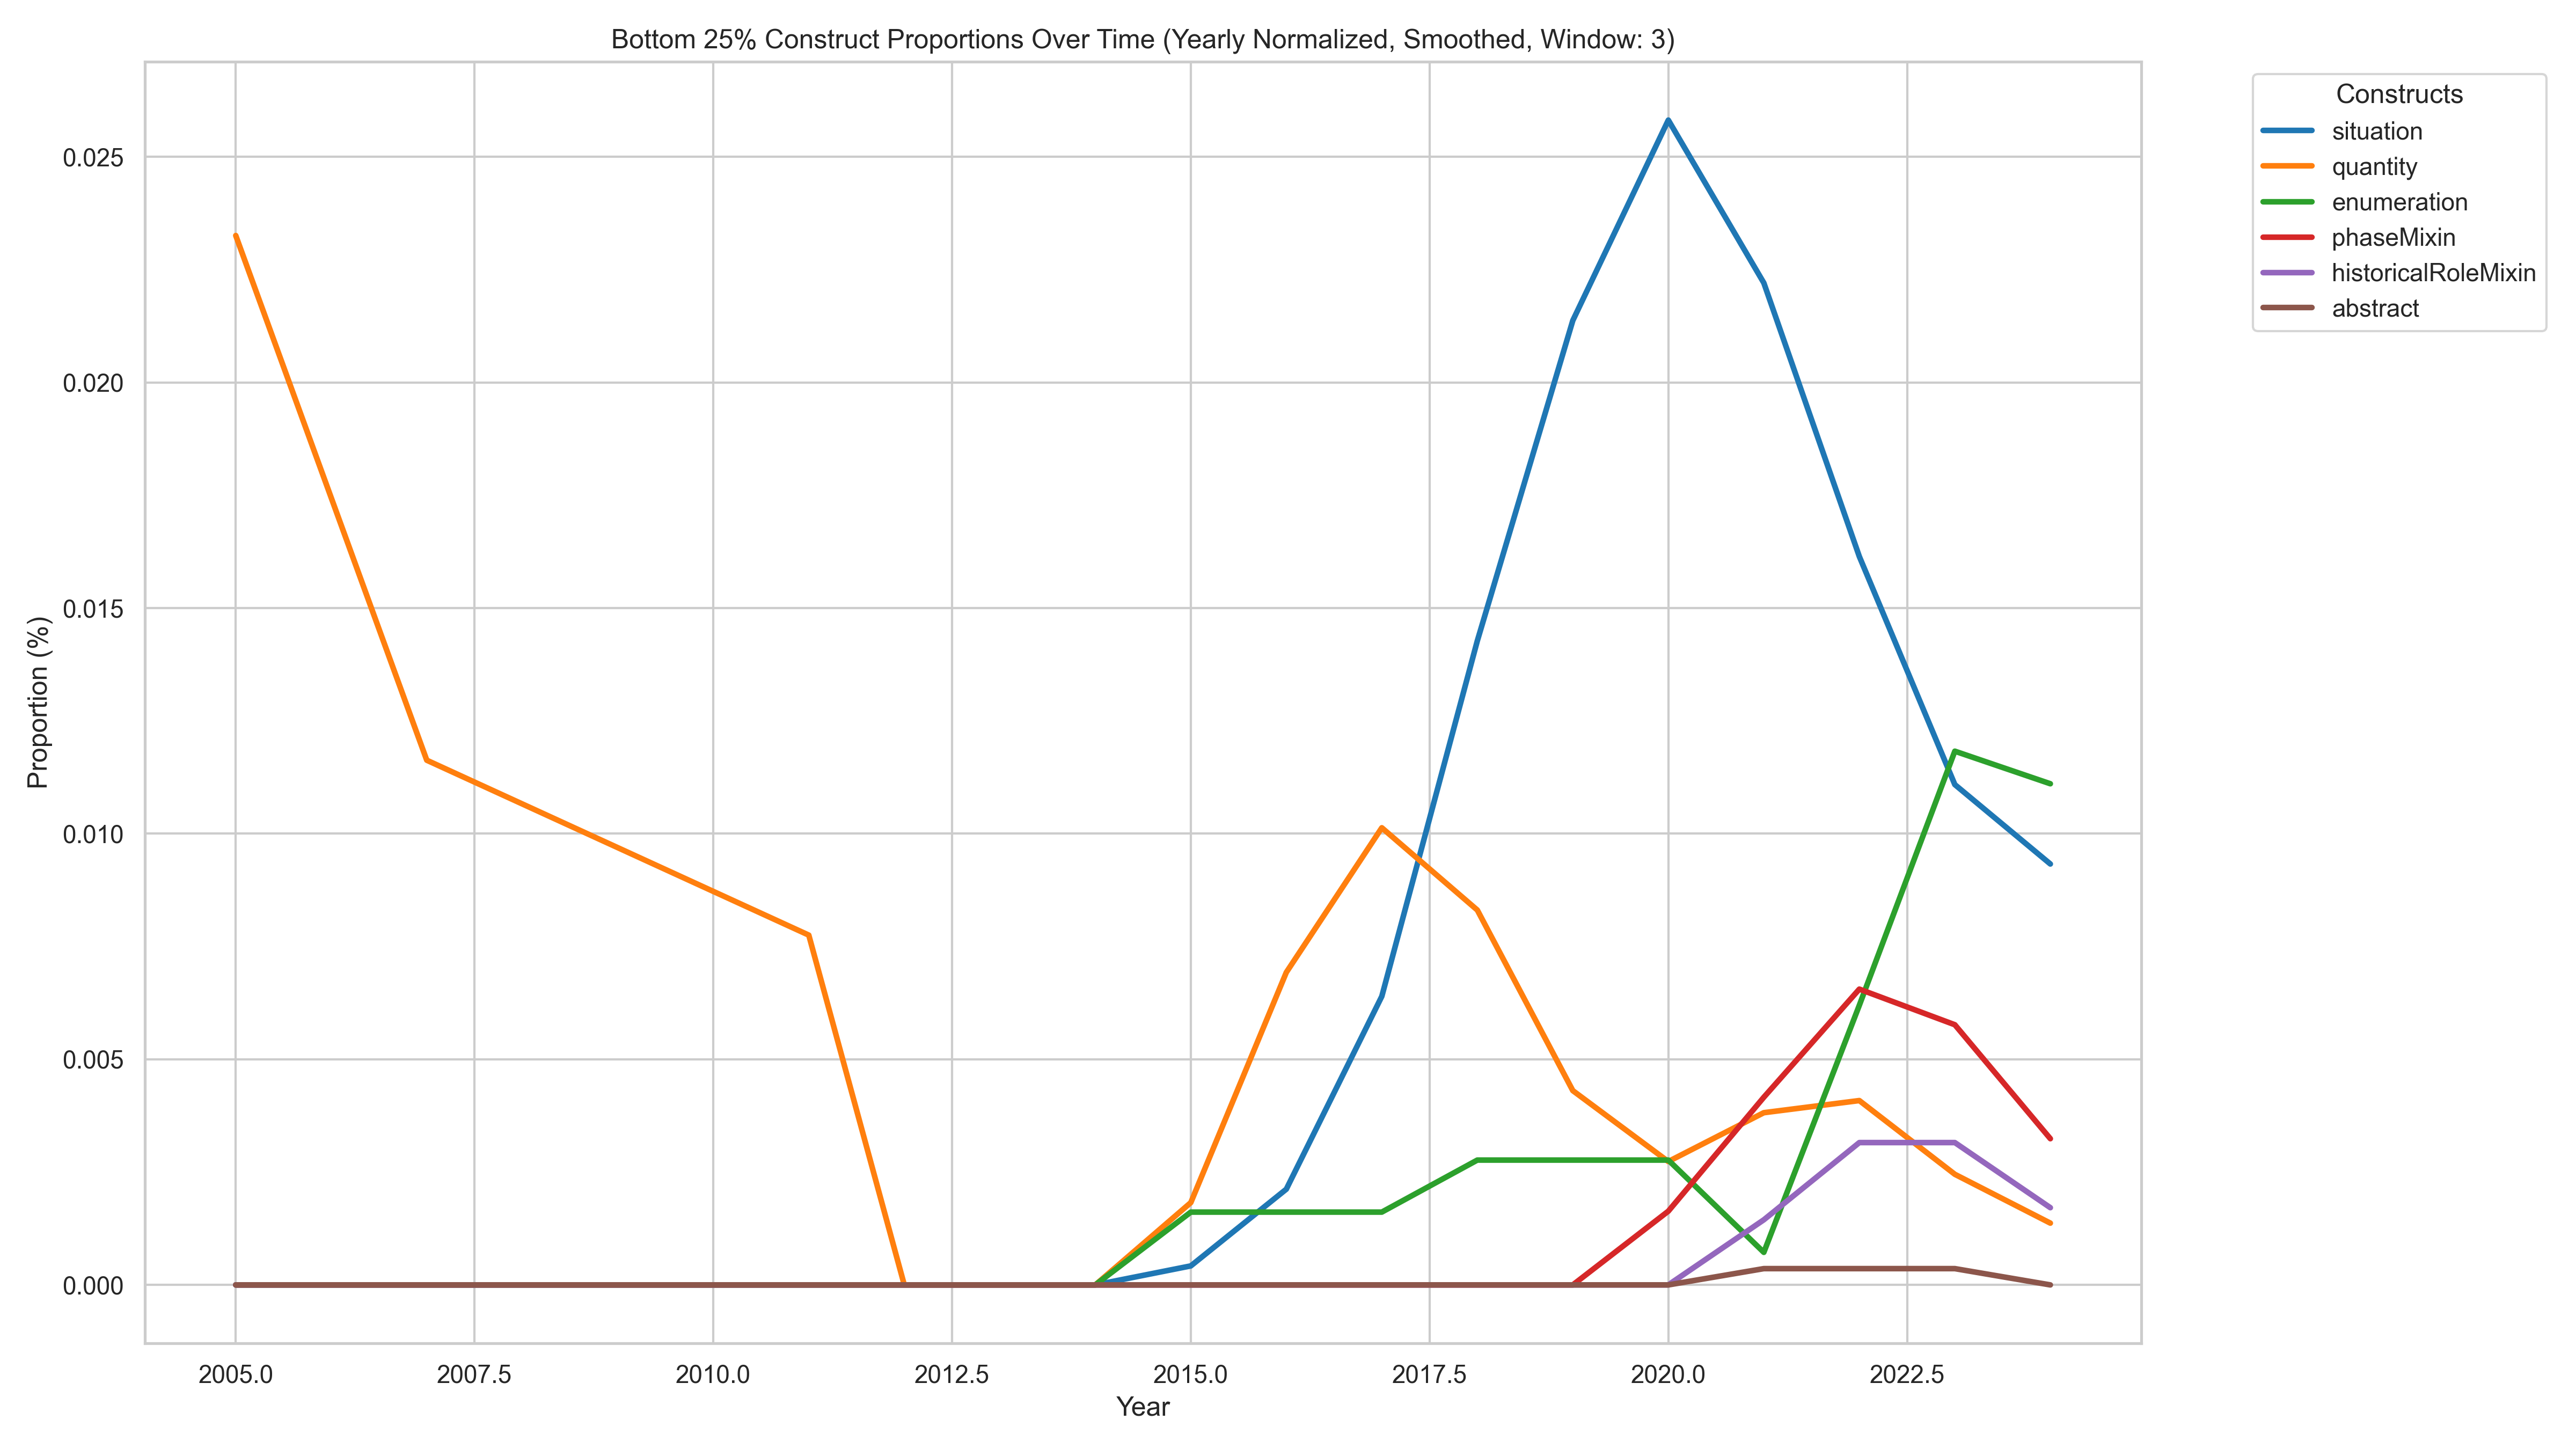 Bottom 25% Construct Proportions Over Time (Yearly Normalized, Smoothed, Window: 3)
Constructs
situation
quantity
enumeration
phaseMixin
historicalRoleMixin
abstract
Proportion (%)
0.025
0.020
0.015
0.010
0.005
0.000
2005.0 2007.5 2010.0 2012.5 2015.0 2017.5 2020.0 2022.5
Year